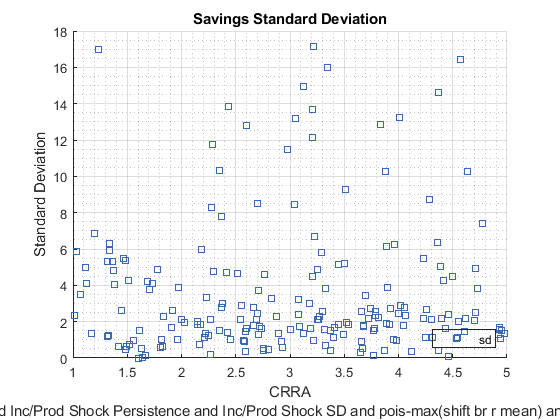 Savings Standard Deviation
18
16
14
12
10
8
6
4
2
0
Standard Deviation
sd
1 1.5 2 2.5 3 3.5 4 4.5 5
CRRA
d Inc/Prod Shock Persistence and Inc/Prod Shock SD and pois-max(shift br r mean) ar